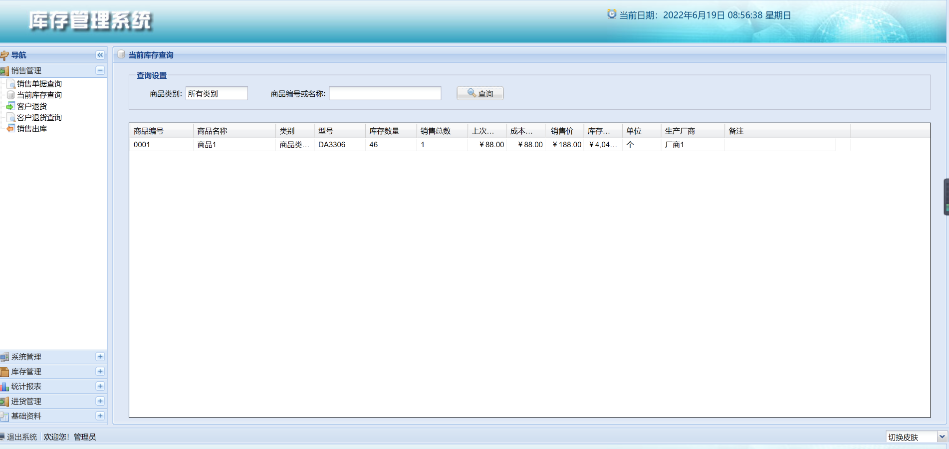 库存管理系统
当前日期：2022年6月19日 08:56:38 星期日
导航
销售管理
销售单据查询
当前库存查询
客户退货
客户退货查询
销售出库
系统管理
库存管理
统计报表
进货管理
基础资料
当前库存查询
查询设置
商品类别: 所有类别 商品编号或名称: 查询
商品编号 商品名称 类别 型号 库存数量 销售总数 上次... 成本... 销售价 库存... 单位 生产厂商 备注
0001 商品1 商品类... DA3306 46 1 ￥88.00 ￥88.00 ￥188.00 ￥4,04... 个 厂商1
退出系统 欢迎您！管理员 切换皮肤